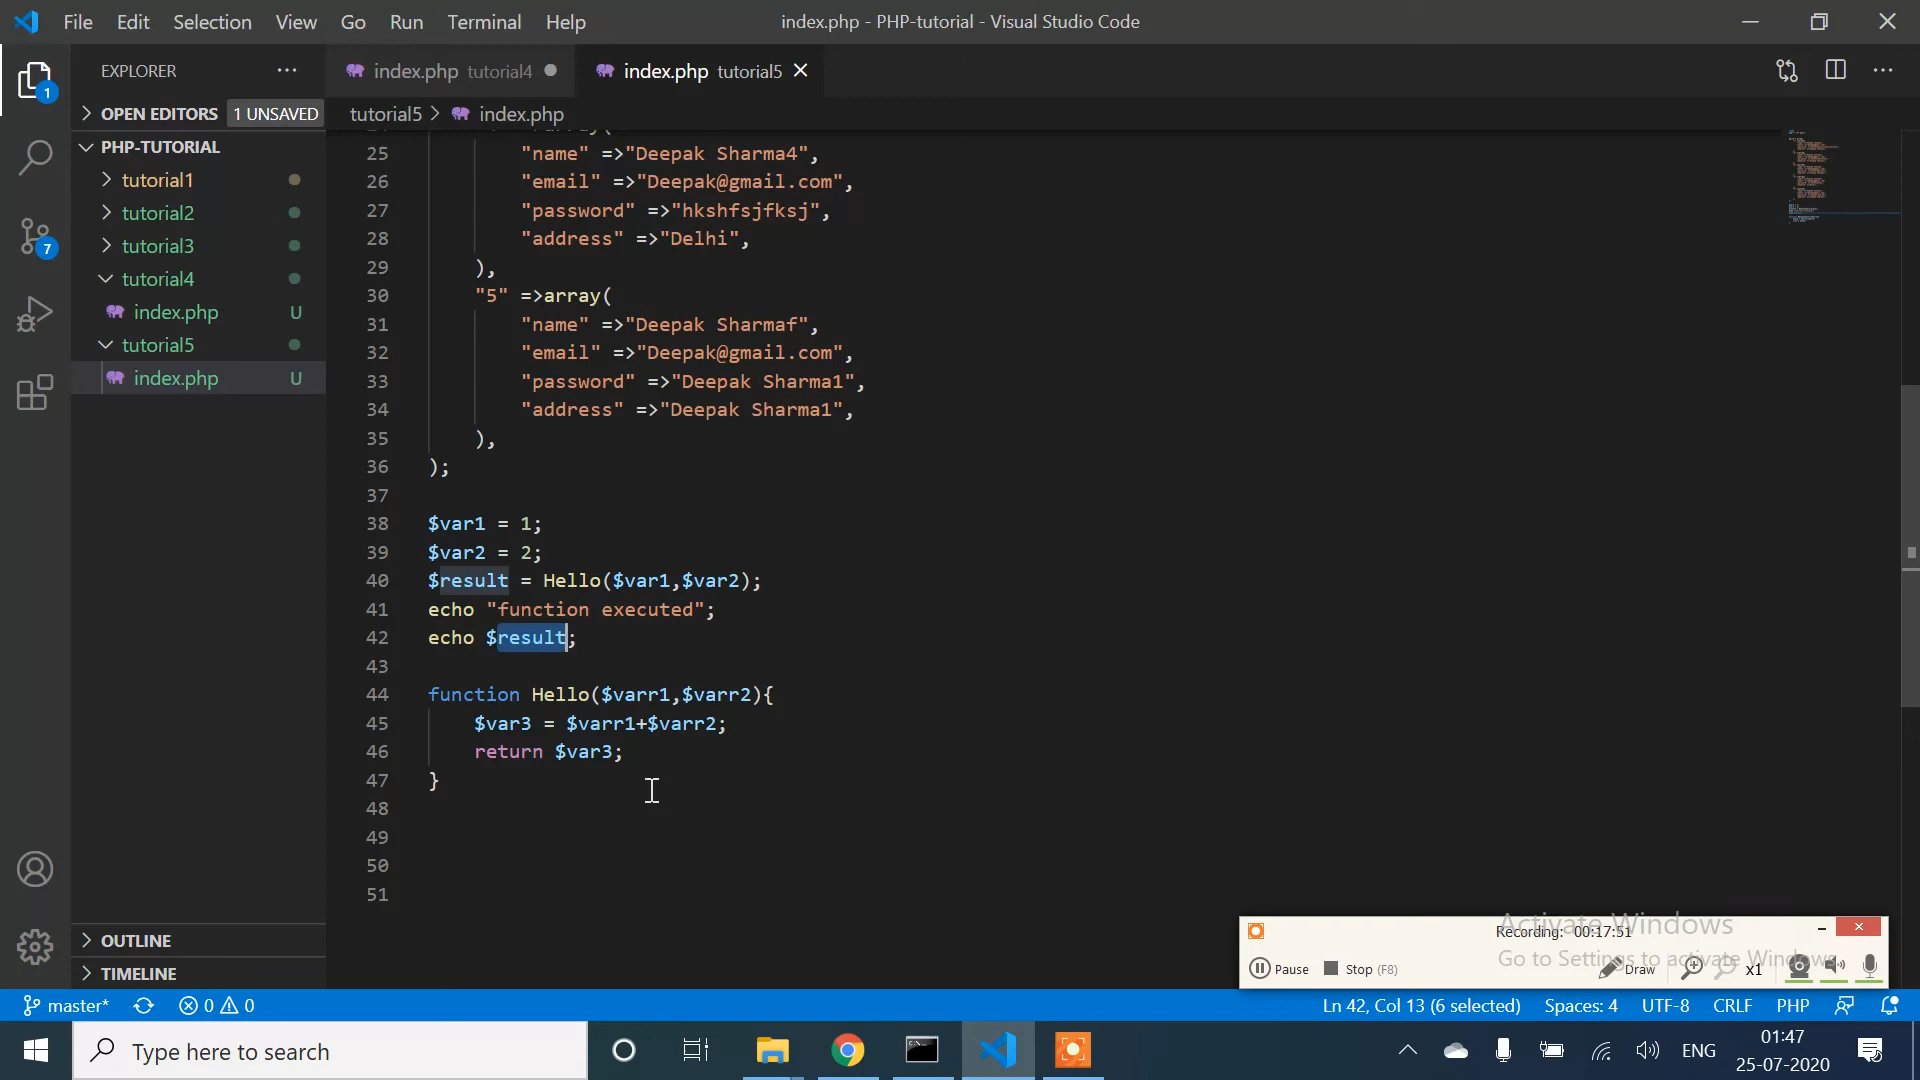 File Edit Selection View Go Run Terminal Help index.php - PHP-tutorial - Visual Studio Code
EXPLORER
index.php tutorial4
index.php tutorial5
OPEN EDITORS 1 UNSAVED
tutorial5 > index.php
PHP-TUTORIAL
tutorial1
tutorial2
tutorial3
tutorial4
index.php U
tutorial5
index.php U
1
7
25 "name" =>"Deepak Sharma4",
26 "email" =>"Deepak@gmail.com",
27 "password" =>"hkshfsjfksj",
28 "address" =>"Delhi",
29 ),
30 "5" =>array(
31 "name" =>"Deepak Sharmaf",
32 "email" =>"Deepak@gmail.com",
33 "password" =>"Deepak Sharma1",
34 "address" =>"Deepak Sharma1",
35 ),
36 );
37
38 $var1 = 1;
39 $var2 = 2;
40 $result = Hello($var1,$var2);
41 echo "function executed";
42 echo $result;
43
44 function Hello($varr1,$varr2){
45 $var3 = $varr1+$varr2;
46 return $var3;
47 }
48
49
50
51
OUTLINE
TIMELINE
Activate Windows
Go to Settings to activate Windows.
Recording: 00:17:51
Pause Stop (F8) Draw x1
master* 0 0 Ln 42, Col 13 (6 selected) Spaces: 4 UTF-8 CRLF PHP
Type here to search
ENG
01:47
25-07-2020